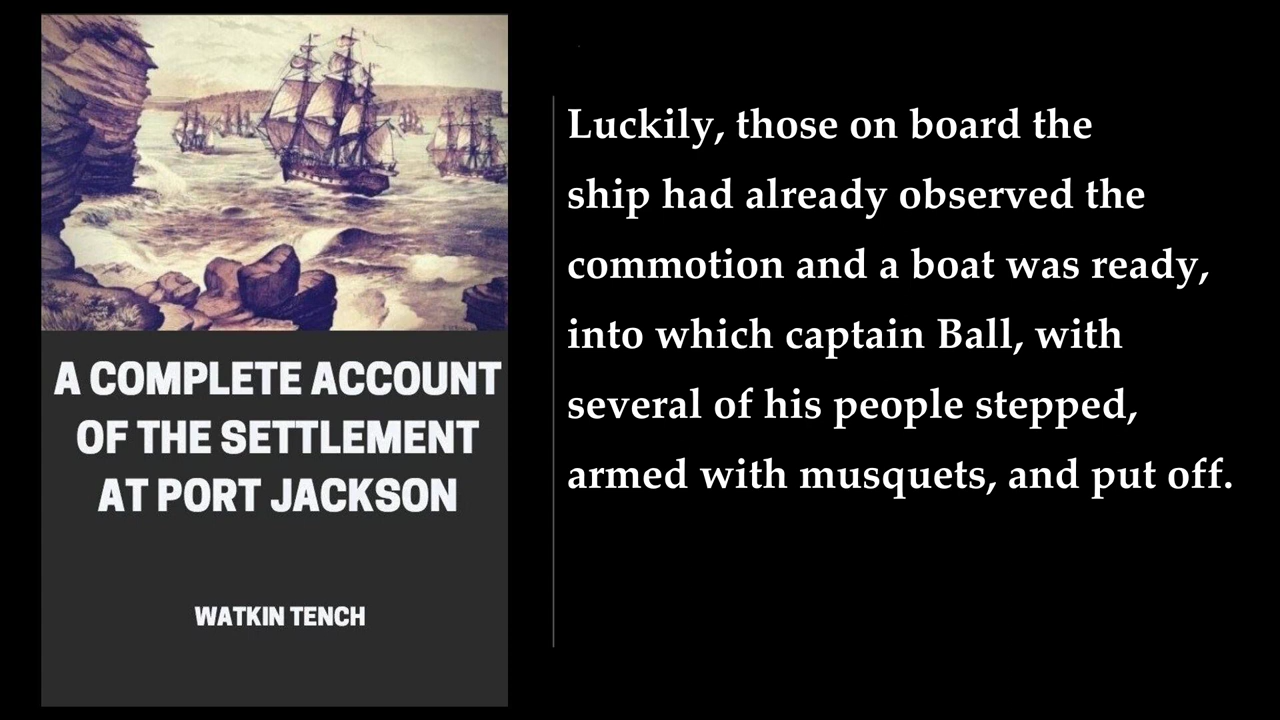 A COMPLETE ACCOUNT
OF THE SETTLEMENT
AT PORT JACKSON
WATKIN TENCH
Luckily, those on board the
ship had already observed the
commotion and a boat was ready,
into which captain Ball, with
several of his people stepped,
armed with musquets, and put off.